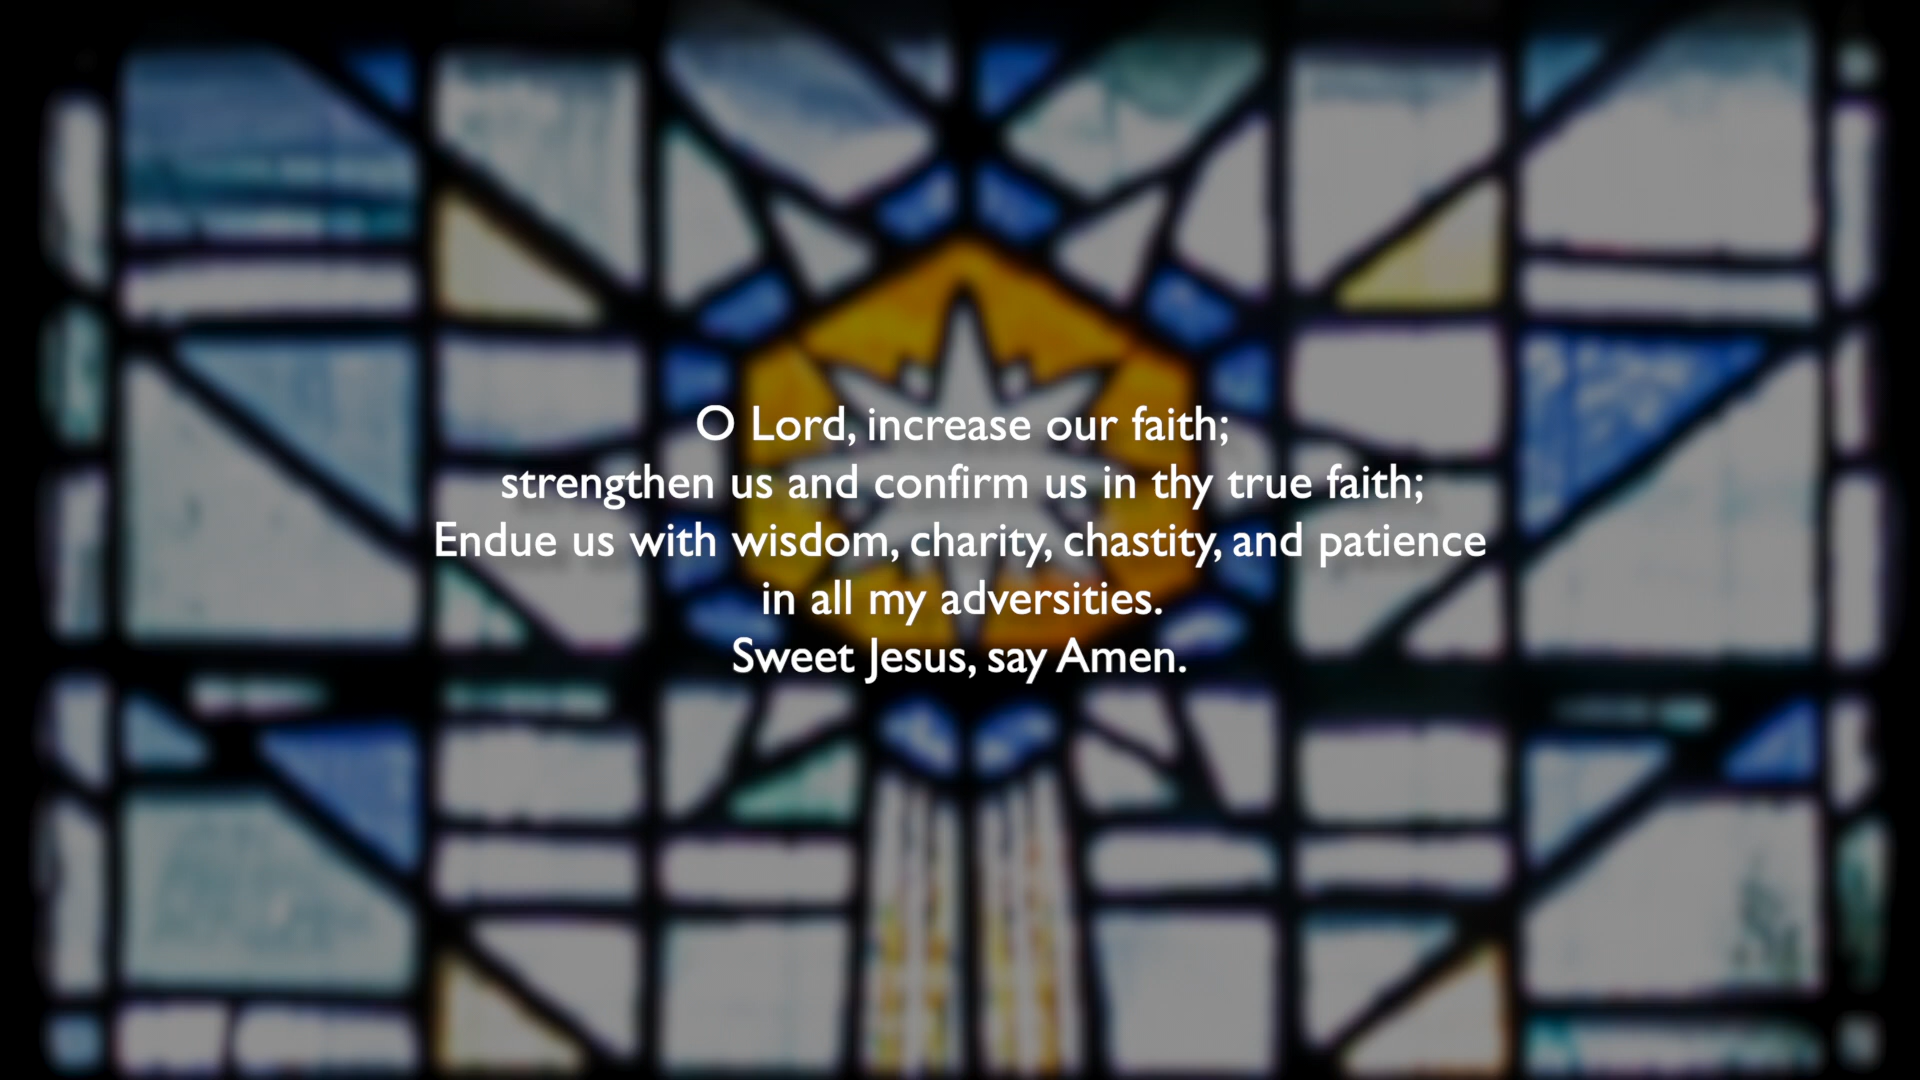 O Lord, increase our faith;
strengthen us and confirm us in thy true faith;
Endue us with wisdom, charity, chastity, and patience
in all my adversities.
Sweet Jesus, say Amen.